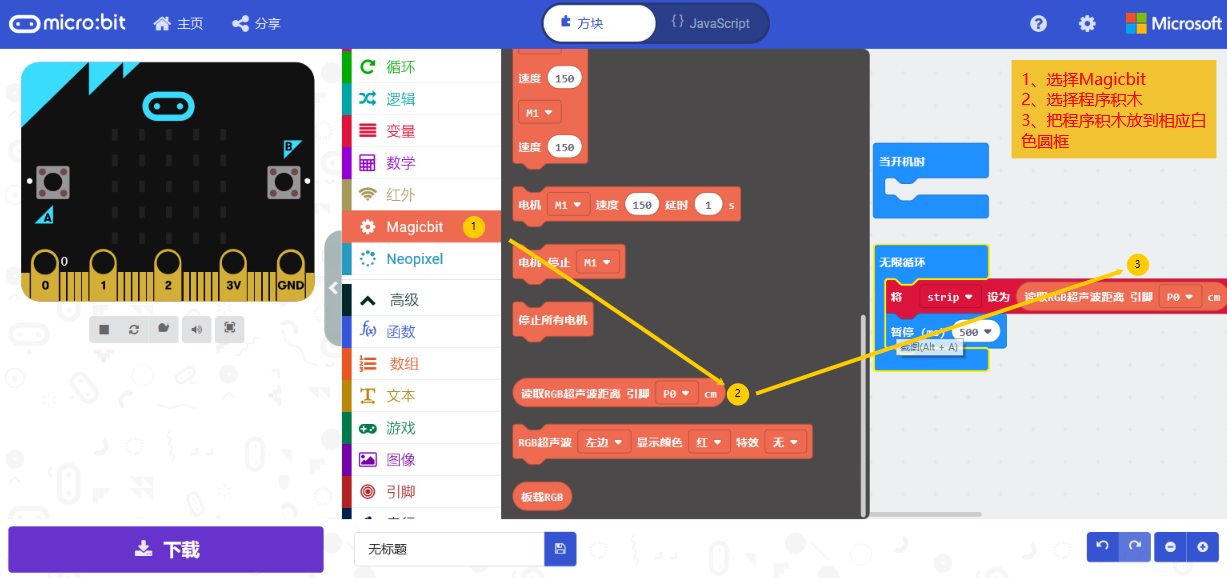 micro:bit 主页 分享 方块 {} JavaScript ? Microsoft
A
B
0
0 1 2 3V GND
下载
循环
逻辑
变量
数学
红外
Magicbit 1
Neopixel
高级
f(x) 函数
数组
T 文本
游戏
图像
引脚
速度 150
M1
速度 150
电机 M1 速度 150 延时 1 s
电机 停止 M1
停止所有电机
读取RGB超声波距离 引脚 P0 cm 2
RGB超声波 左边 显示颜色 红 特效 无
板载RGB
1、选择Magicbit
2、选择程序积木
3、把程序积木放到相应白
色圆框
当开机时
3
无限循环
将 strip 设为 读取RGB超声波距离 引脚 P0 cm
暂停 (ms) 500
截图(Alt + A)
无标题